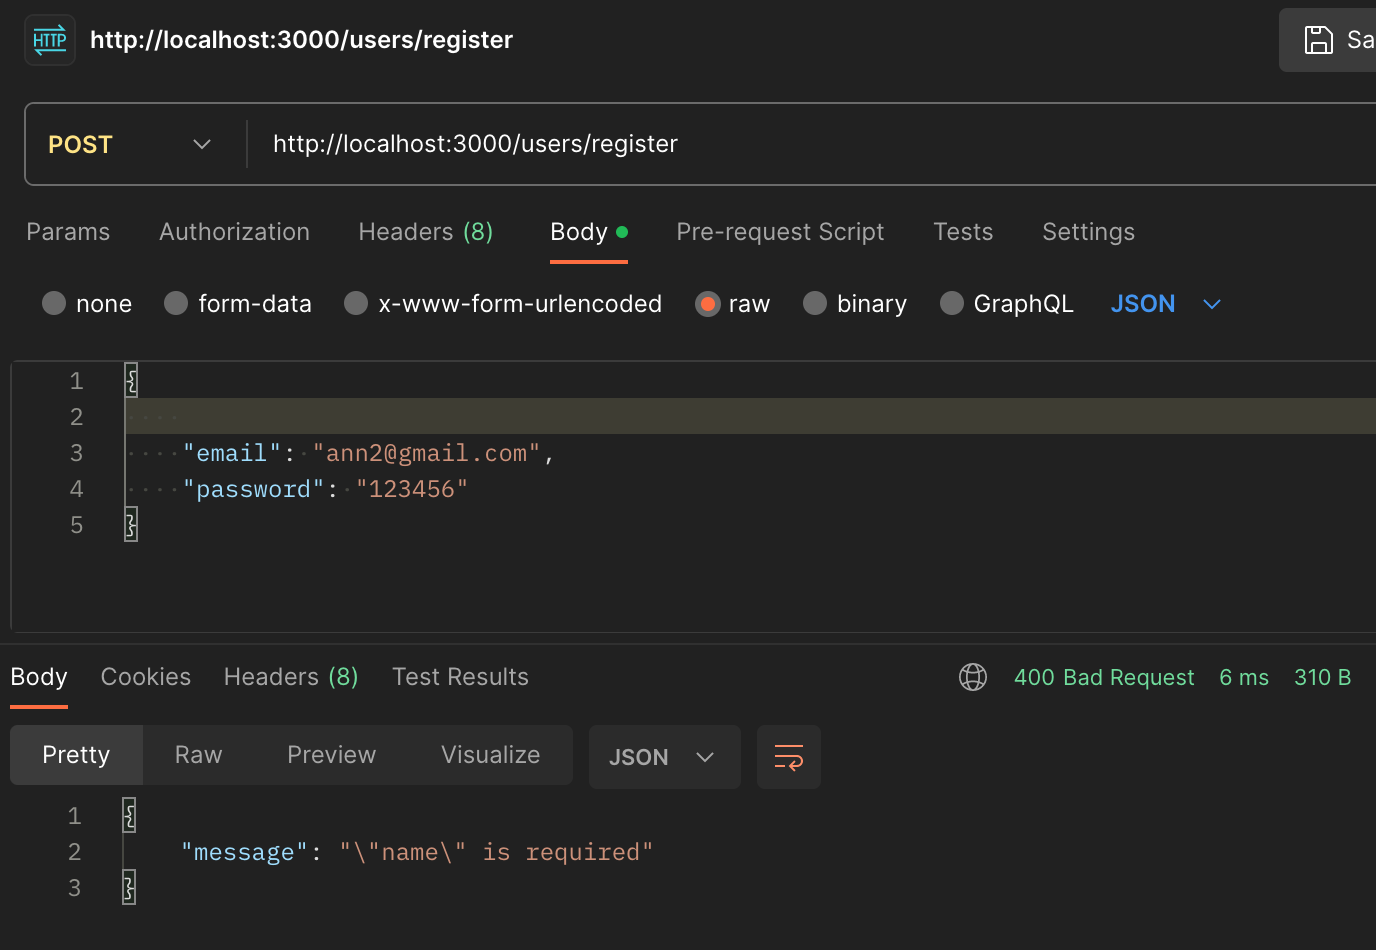 HTTP http://localhost:3000/users/register Sa
POST http://localhost:3000/users/register
Params Authorization Headers (8) Body Pre-request Script Tests Settings
none form-data x-www-form-urlencoded raw binary GraphQL JSON
1 {
2
3 "email": "ann2@gmail.com",
4 "password": "123456"
5 }
Body Cookies Headers (8) Test Results 400 Bad Request 6 ms 310 B
Pretty Raw Preview Visualize JSON
1 {
2 "message": "\"name\" is required"
3 }